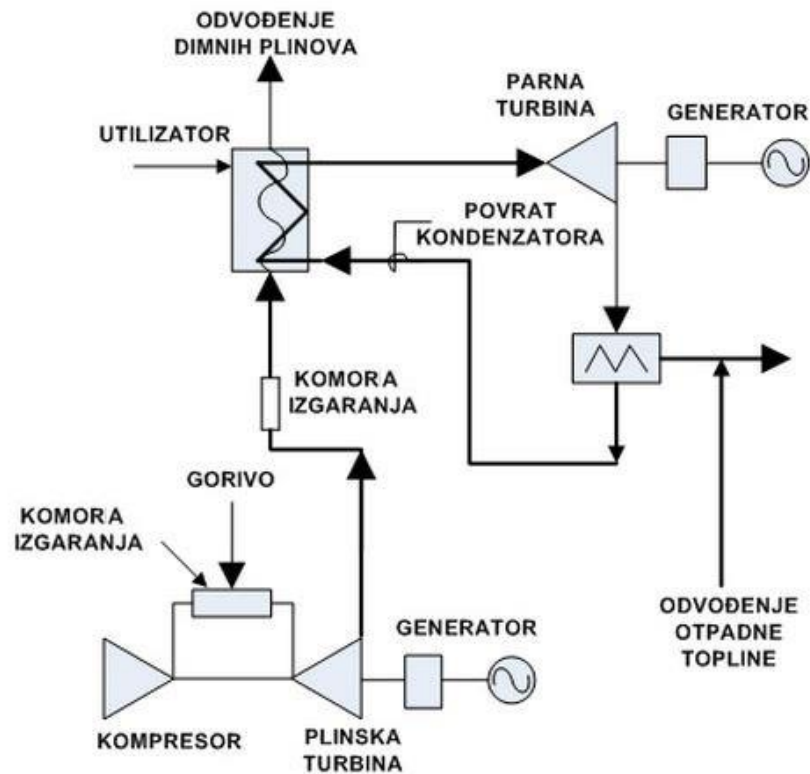 ODVOĐENJE
DIMNIH PLINOVA
PARNA
TURBINA
GENERATOR
UTILIZATOR
POVRAT
KONDENZATORA
KOMORA
IZGARANJA
GORIVO
KOMORA
IZGARANJA
GENERATOR
ODVOĐENJE
OTPADNE
TOPLINE
KOMPRESOR
PLINSKA
TURBINA